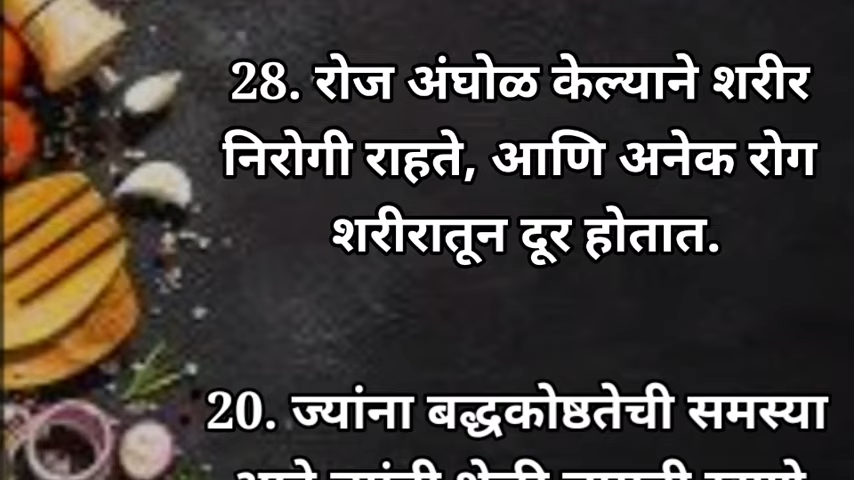 28. रोज अंघोळ केल्याने शरीर
निरोगी राहते, आणि अनेक रोग
शरीरातून दूर होतात.
20. ज्यांना बद्धकोष्ठतेची समस्या